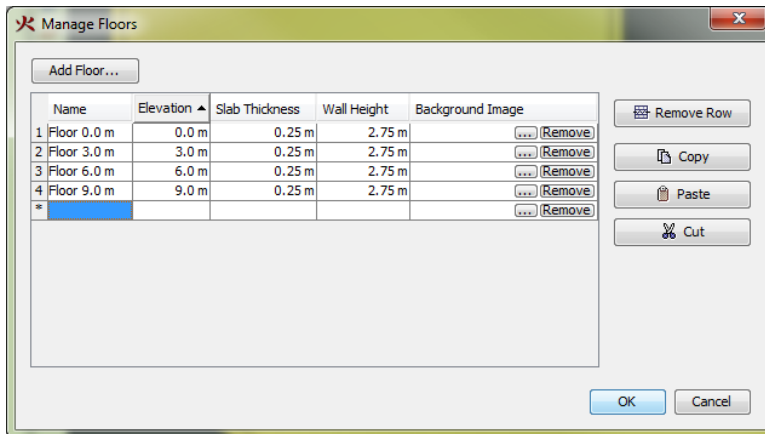 Manage Floors
Add Floor...
Name Elevation Slab Thickness Wall Height Background Image
1 Floor 0.0 m 0.0 m 0.25 m 2.75 m ... Remove
2 Floor 3.0 m 3.0 m 0.25 m 2.75 m ... Remove
3 Floor 6.0 m 6.0 m 0.25 m 2.75 m ... Remove
4 Floor 9.0 m 9.0 m 0.25 m 2.75 m ... Remove
* ... Remove
Remove Row
Copy
Paste
Cut
OK Cancel